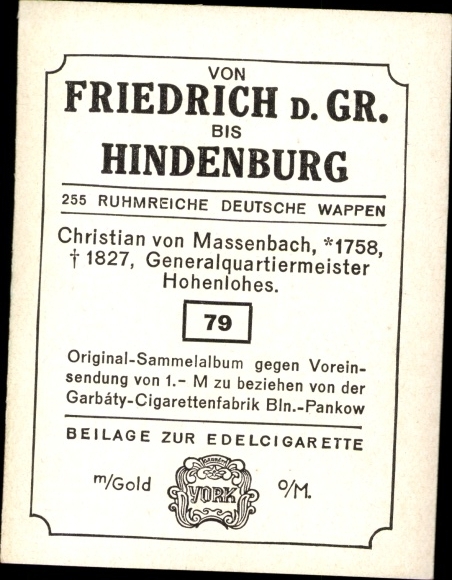 VON
FRIEDRICH D. GR.
BIS
HINDENBURG
255 RUHMREICHE DEUTSCHE WAPPEN
Christian von Massenbach, *1758,
† 1827, Generalquartiermeister
Hohenlohes.
79
Original-Sammelalbum gegen Vorein-
sendung von 1.- M zu beziehen von der
Garbáty-Cigarettenfabrik Bln.-Pankow
BEILAGE ZUR EDELCIGARETTE
m/Gold YORK o/M.